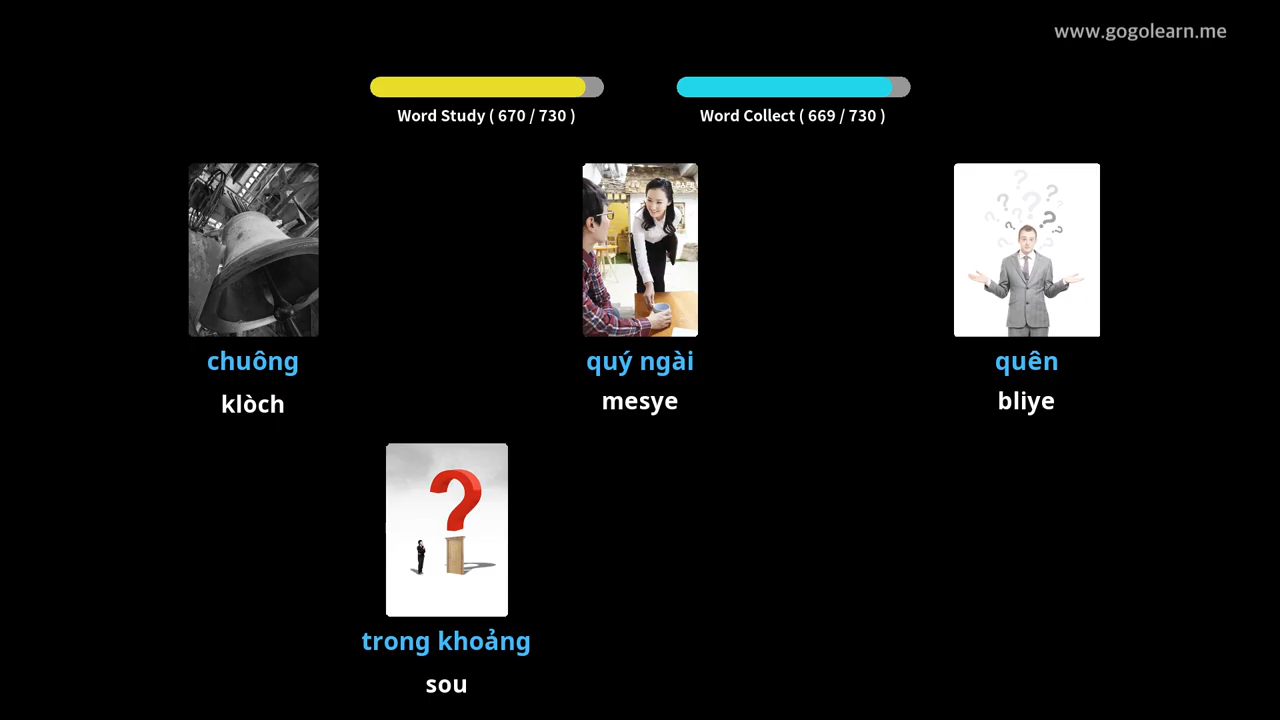 www.gogolearn.me
Word Study ( 670 / 730 )
Word Collect ( 669 / 730 )
chuông
quý ngài
quên
klòch
mesye
bliye
trong khoảng
sou